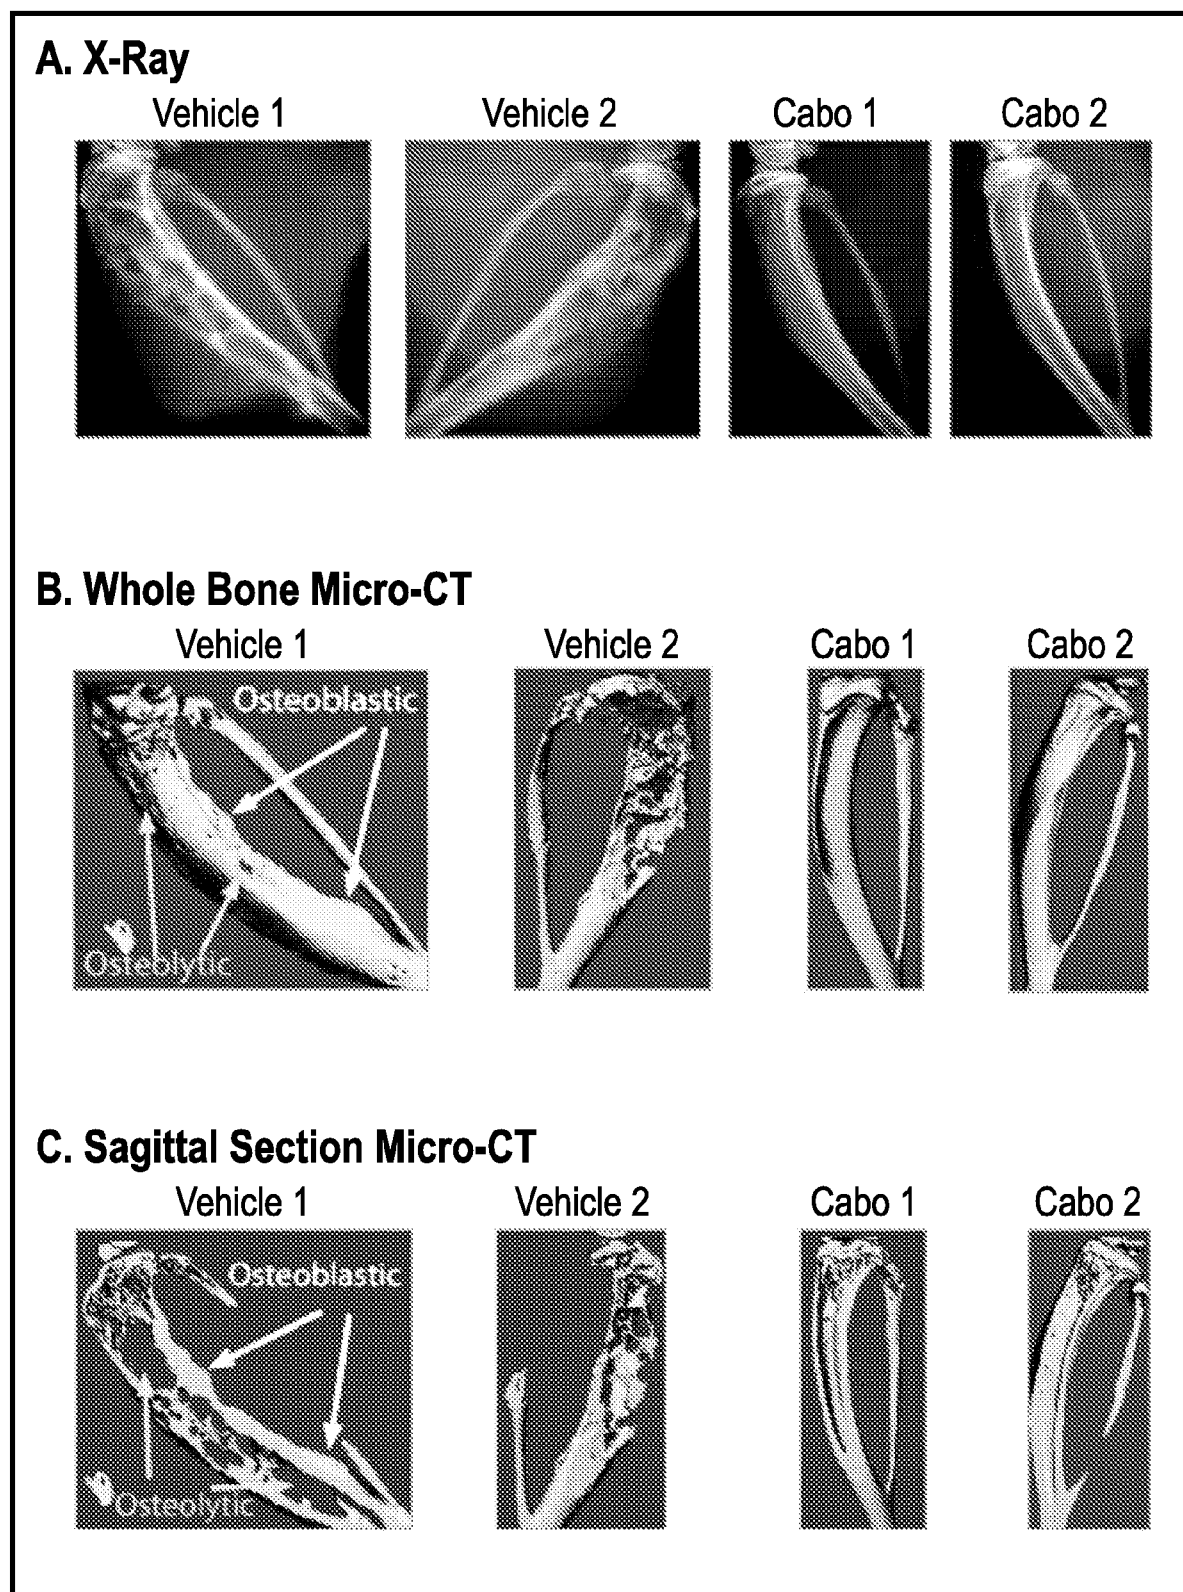 A. X-Ray
Vehicle 1 Vehicle 2 Cabo 1 Cabo 2
B. Whole Bone Micro-CT
Vehicle 1 Vehicle 2 Cabo 1 Cabo 2
Osteoblastic
Osteolytic
C. Sagittal Section Micro-CT
Vehicle 1 Vehicle 2 Cabo 1 Cabo 2
Osteoblastic
Osteolytic